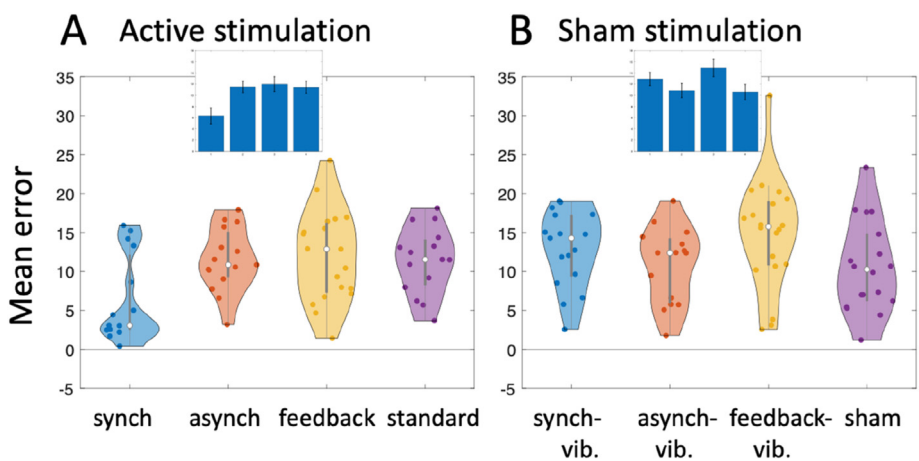 A Active stimulation
B Sham stimulation
Mean error
35
30
25
20
15
10
5
0
-5
synch asynch feedback standard
35
30
25
20
15
10
5
0
-5
synch-vib.
asynch-vib.
feedback-vib.
sham